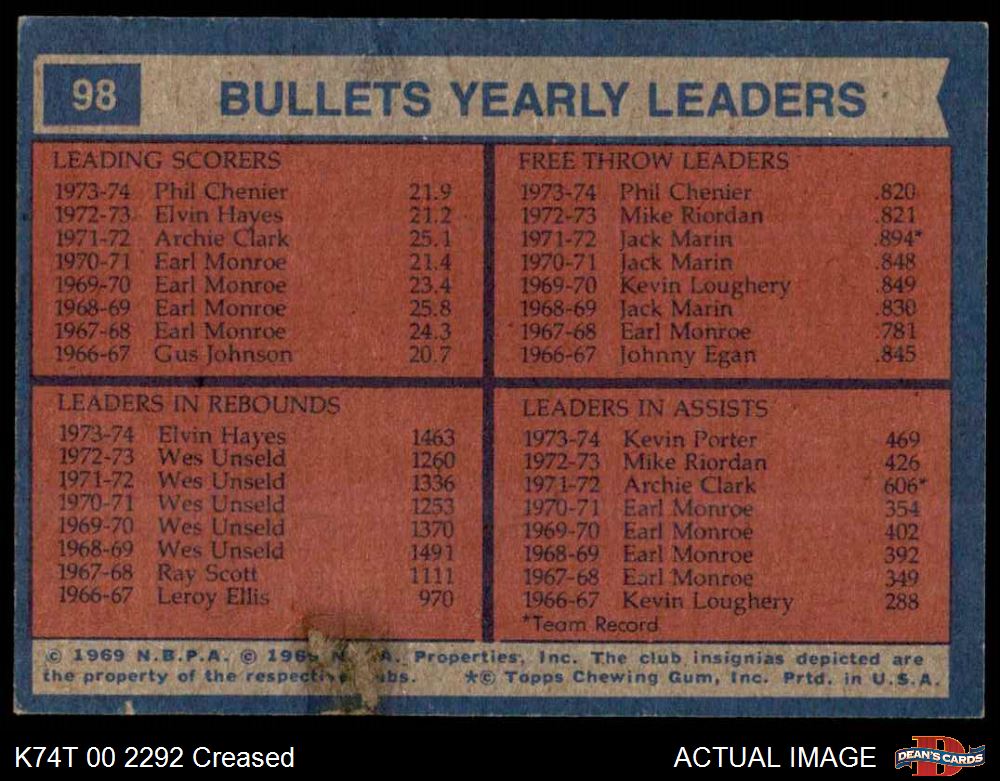 98
BULLETS YEARLY LEADERS
LEADING SCORERS
1973-74 Phil Chenier 21.9
1972-73 Elvin Hayes 21.2
1971-72 Archie Clark 25.1
1970-71 Earl Monroe 21.4
1969-70 Earl Monroe 23.4
1968-69 Earl Monroe 25.8
1967-68 Earl Monroe 24.3
1966-67 Gus Johnson 20.7
FREE THROW LEADERS
1973-74 Phil Chenier .820
1972-73 Mike Riordan .821
1971-72 Jack Marin .894*
1970-71 Jack Marin .848
1969-70 Kevin Loughery .849
1968-69 Jack Marin .830
1967-68 Earl Monroe .781
1966-67 Johnny Egan .845
LEADERS IN REBOUNDS
1973-74 Elvin Hayes 1463
1972-73 Wes Unseld 1260
1971-72 Wes Unseld 1336
1970-71 Wes Unseld 1253
1969-70 Wes Unseld 1370
1968-69 Wes Unseld 1491
1967-68 Ray Scott 1111
1966-67 Leroy Ellis 970
LEADERS IN ASSISTS
1973-74 Kevin Porter 469
1972-73 Mike Riordan 426
1971-72 Archie Clark 606*
1970-71 Earl Monroe 354
1969-70 Earl Monroe 402
1968-69 Earl Monroe 392
1967-68 Earl Monroe 349
1966-67 Kevin Loughery 288
*Team Record
© 1969 N.B.P.A. © Properties, Inc. The club insignias depicted are
the property of the *© Topps Chewing Gum, Inc. Prtd. in U.S.A.
K74T 00 2292 Creased
ACTUAL IMAGE
D
DEAN'S CARDS